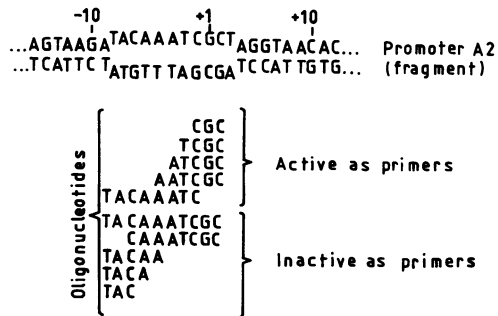 -10 +1 +10
...AGTAAGATACAAATCGCTAGGTAACAC... Promoter A2
...TCATTCTATGTTTAGCGATCCATTGTG... (fragment)
Oligonucleotides
CGC
TCGC
ATCGC
AATCGC
TACAAATC
Active as primers
TACAAATCGC
CAAATCGC
TACAA
TACA
TAC
Inactive as primers